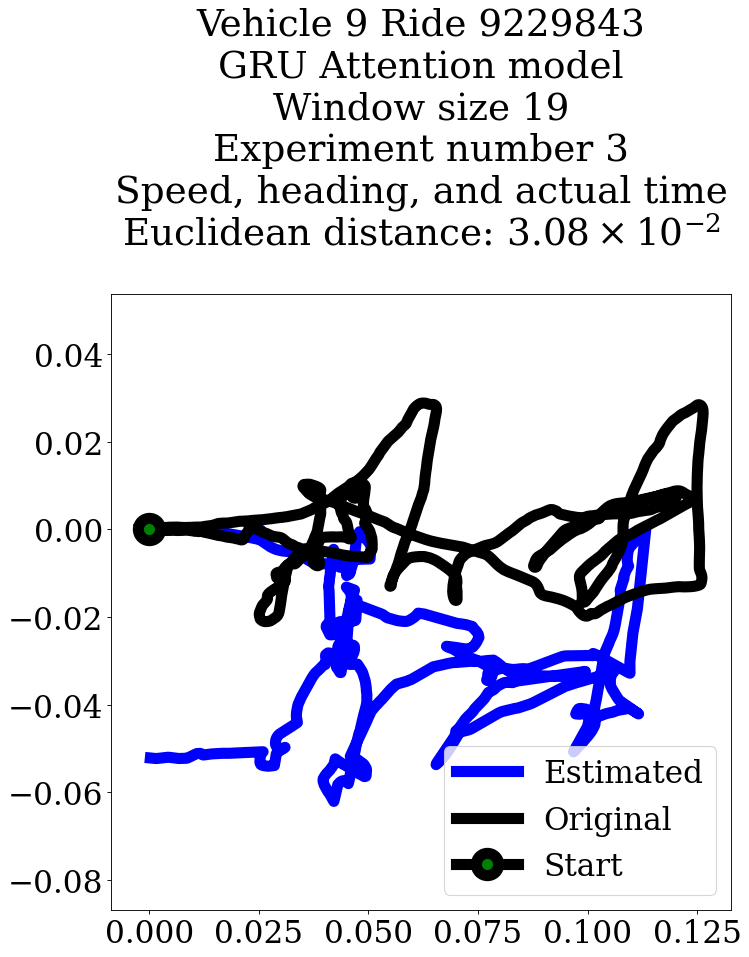 Vehicle 9 Ride 9229843
GRU Attention model
Window size 19
Experiment number 3
Speed, heading, and actual time
Euclidean distance: 3.08 × 10⁻²
0.04
0.02
0.00
−0.02
−0.04
−0.06
−0.08
Estimated
Original
Start
0.000 0.025 0.050 0.075 0.100 0.125